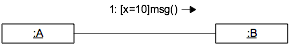 1: [x=10]msg() →
:A
:B